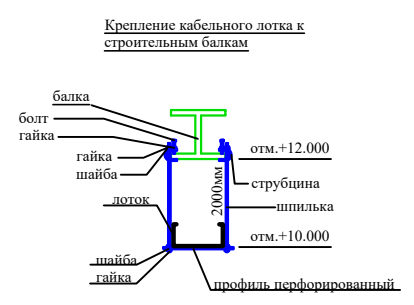 Крепление кабельного лотка к
строительным балкам
балка
болт
гайка
гайка
шайба
отм.+12.000
струбцина
лоток
2000мм
шпилька
отм.+10.000
шайба
гайка
профиль перфорированный